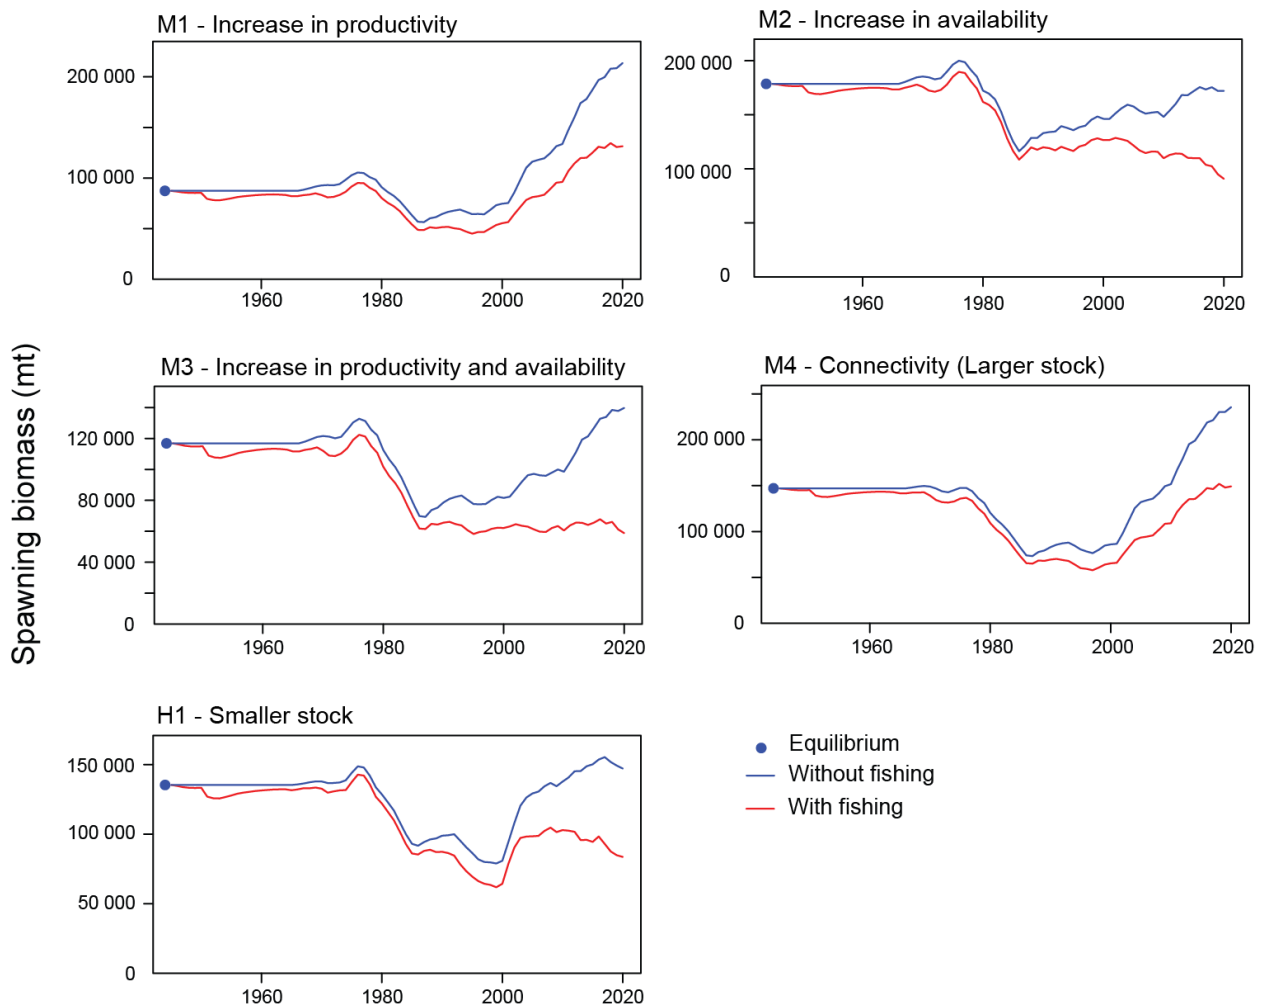 M1 - Increase in productivity
200 000
100 000
0
1960 1980 2000 2020
M2 - Increase in availability
200 000
100 000
0
1960 1980 2000 2020
Spawning biomass (mt)
M3 - Increase in productivity and availability
120 000
80 000
40 000
0
1960 1980 2000 2020
M4 - Connectivity (Larger stock)
200 000
100 000
0
1960 1980 2000 2020
H1 - Smaller stock
150 000
100 000
50 000
0
1960 1980 2000 2020
Equilibrium
Without fishing
With fishing